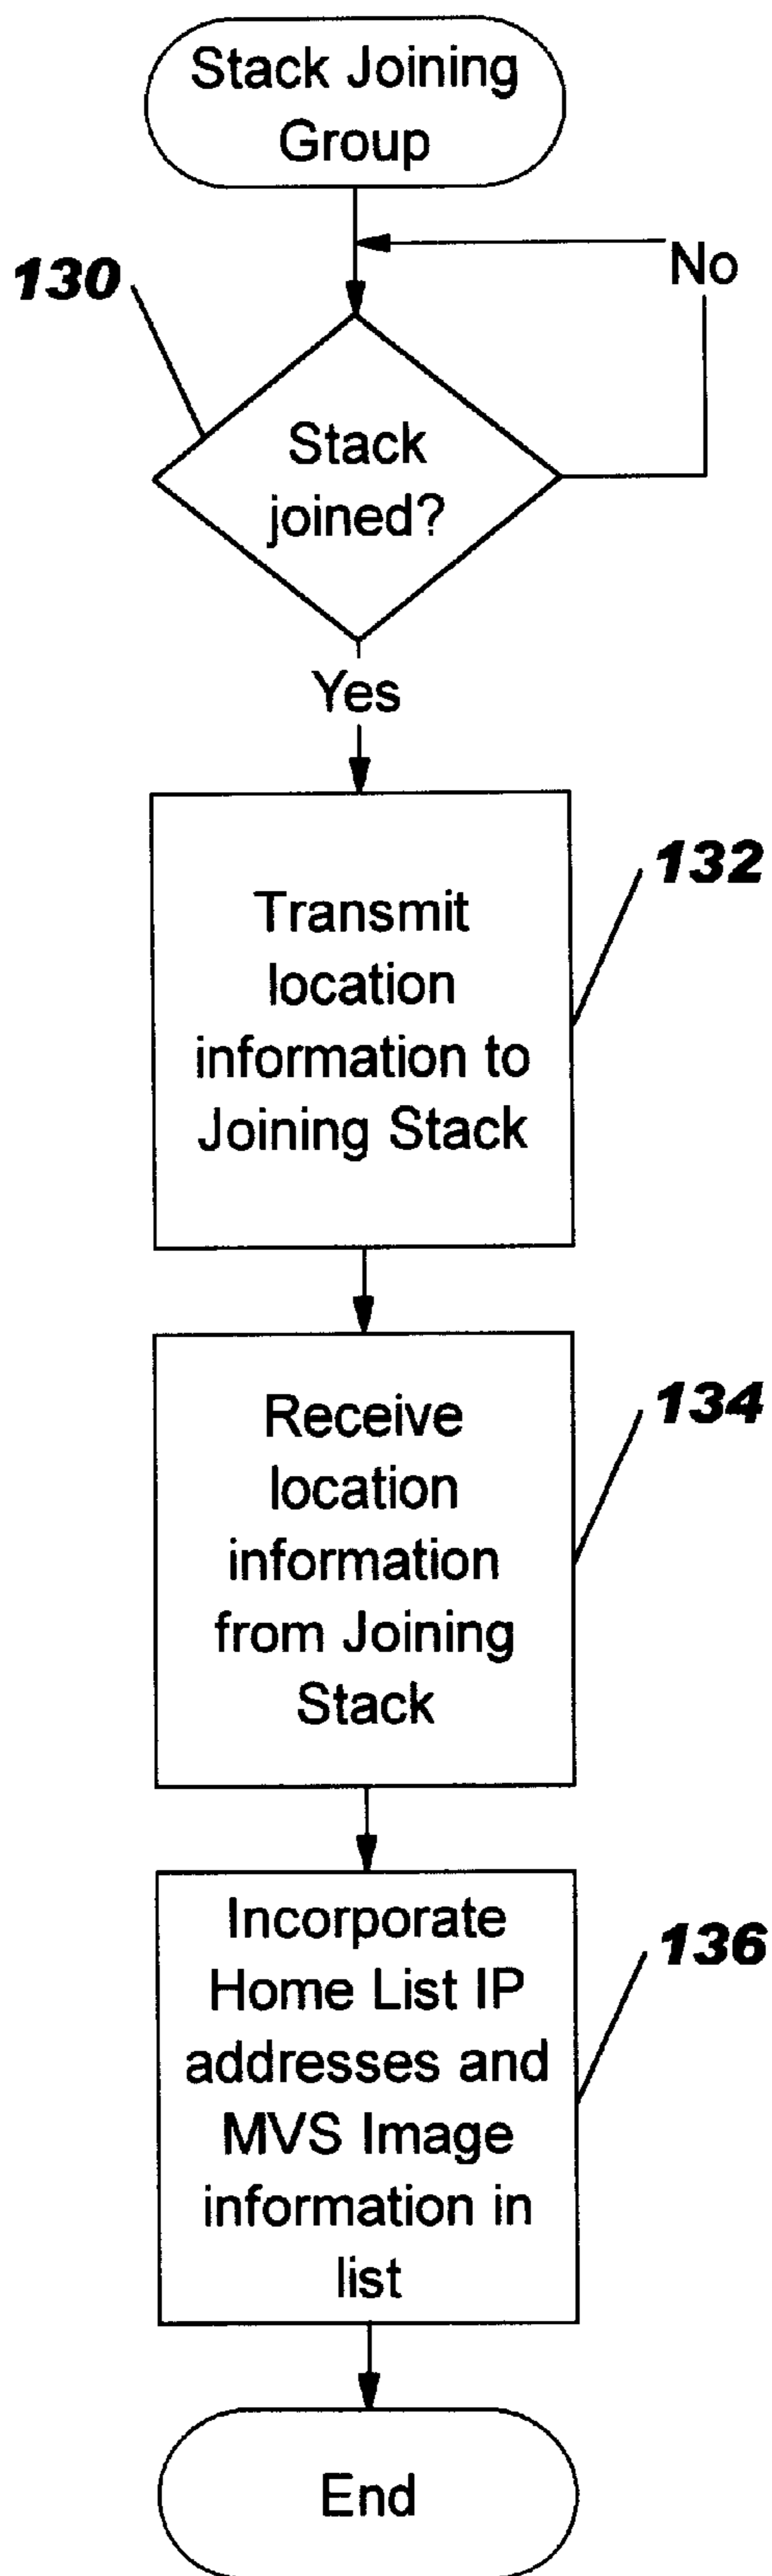 Stack Joining
Group
No
130
Stack
joined?
Yes
132
Transmit
location
information to
Joining Stack
134
Receive
location
information
from Joining
Stack
136
Incorporate
Home List IP
addresses and
MVS Image
information in
list
End